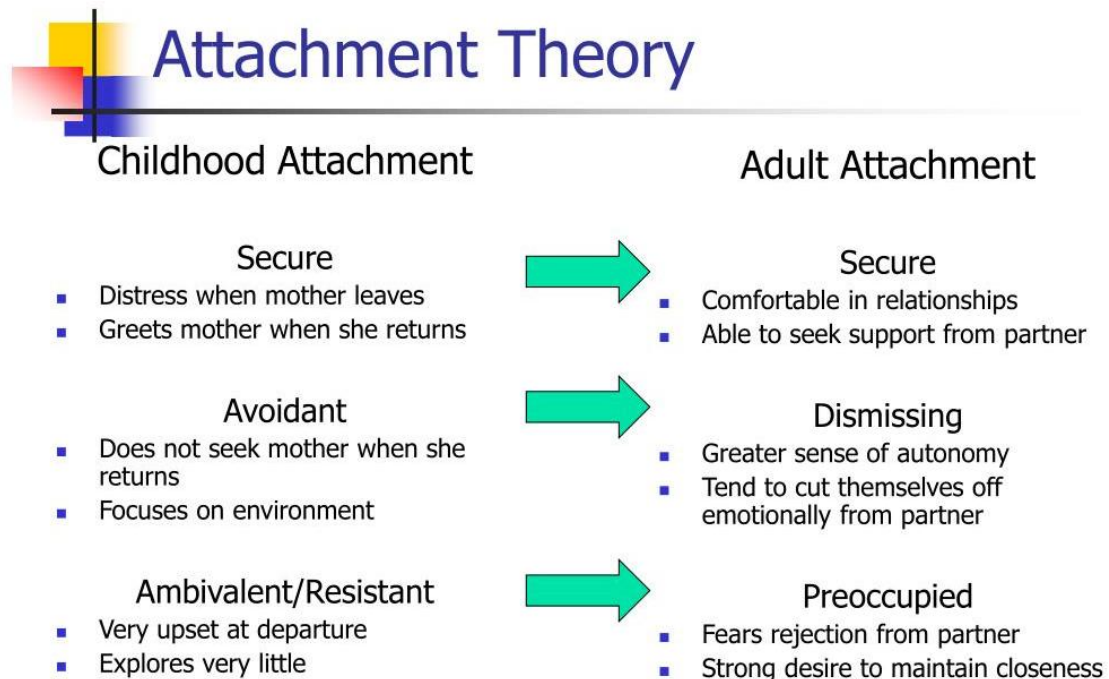 Attachment Theory
Childhood Attachment
Secure
Distress when mother leaves
Greets mother when she returns
Avoidant
Does not seek mother when she
returns
Focuses on environment
Ambivalent/Resistant
Very upset at departure
Explores very little
Adult Attachment
Secure
Comfortable in relationships
Able to seek support from partner
Dismissing
Greater sense of autonomy
Tend to cut themselves off
emotionally from partner
Preoccupied
Fears rejection from partner
Strong desire to maintain closeness